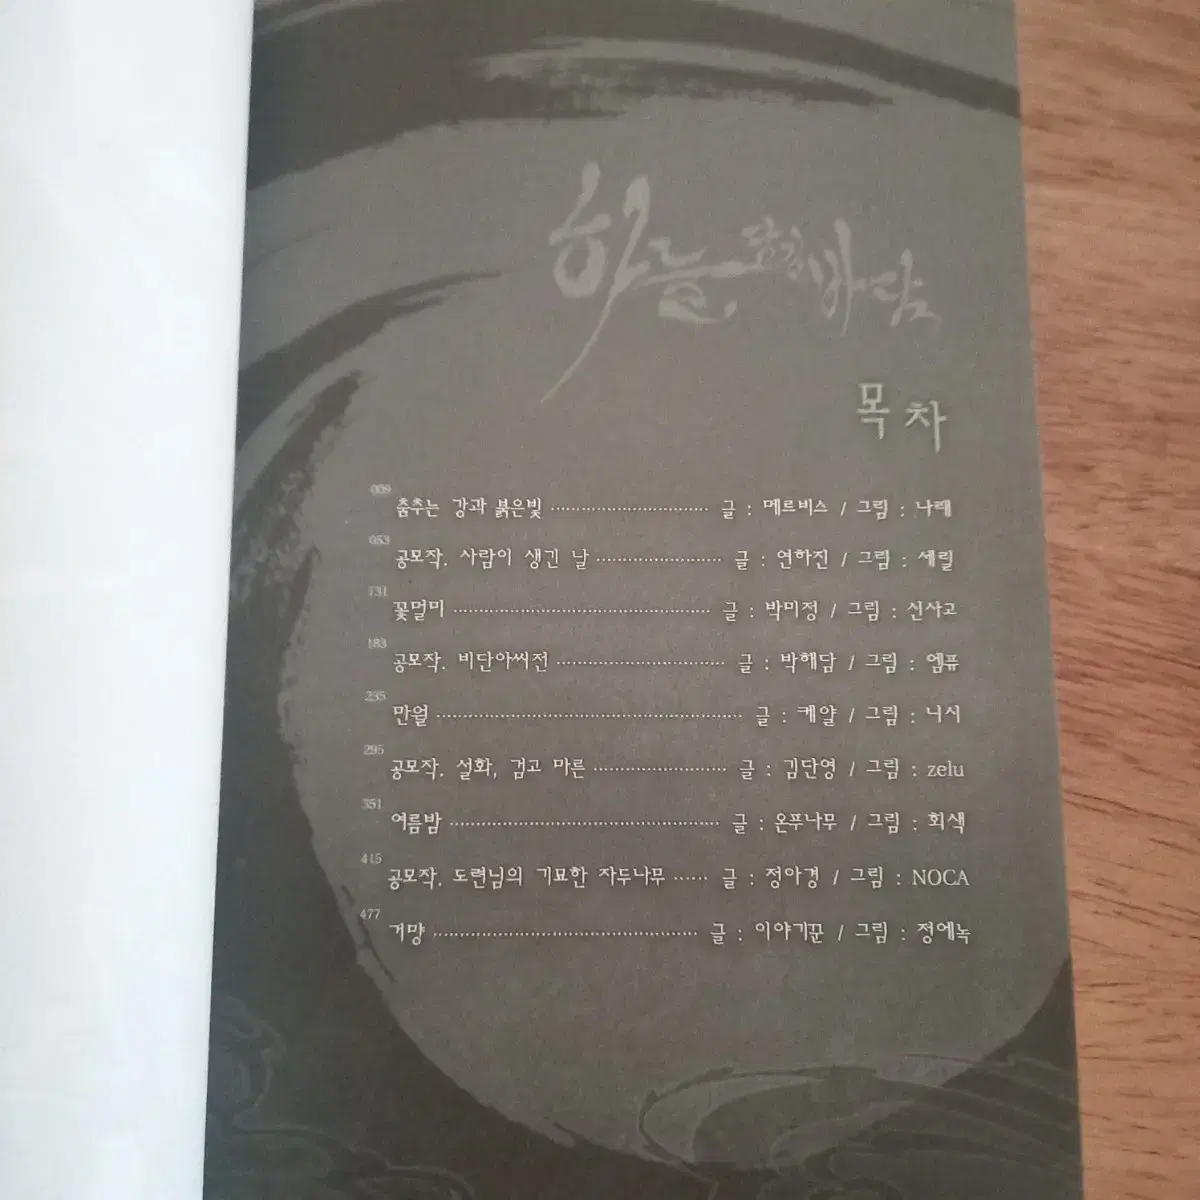 하늘,
목차
009 춤추는 강과 붉은빛 글 : 메르비스 / 그림 : 나래
053 공모작. 사람이 생긴 날 글 : 연하진 / 그림 : 세릴
131 꽃멀미 글 : 박미정 / 그림 : 신사고
183 공모작. 비단아씨전 글 : 박해담 / 그림 : 엠퓨
235 만월 글 : 케얄 / 그림 : 니시
295 공모작. 설화, 검고 마른 글 : 김단영 / 그림 : zelu
351 여름밤 글 : 온푸나무 / 그림 : 회색
415 공모작. 도련님의 기묘한 자두나무 글 : 정아경 / 그림 : NOCA
477 거먕 글 : 이야기꾼 / 그림 : 정에녹